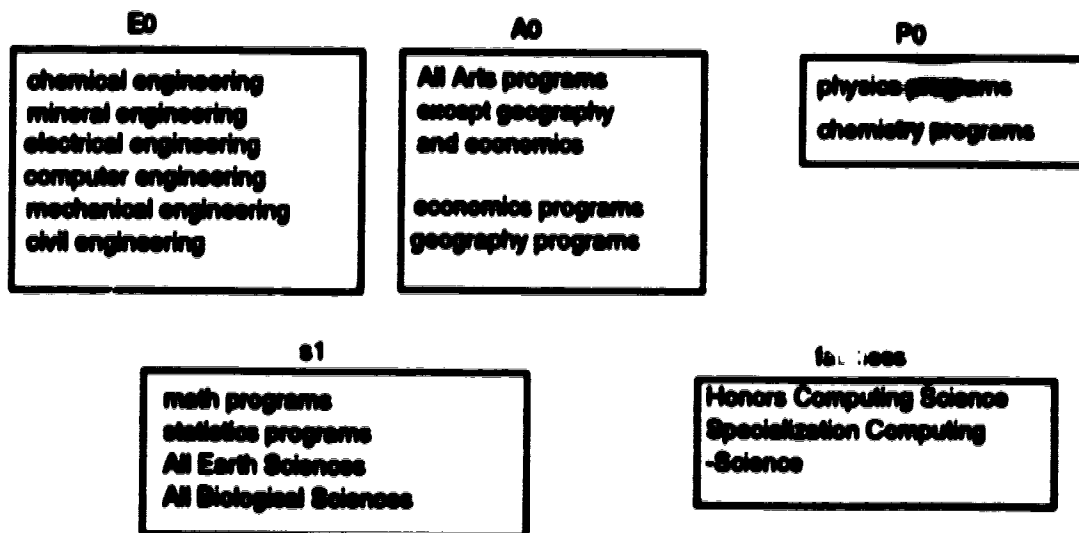 E0
chemical engineering
mineral engineering
electrical engineering
computer engineering
mechanical engineering
civil engineering
A0
All Arts programs
except geography
and economics
economics programs
geography programs
P0
physics programs
chemistry programs
s1
math programs
statistics programs
All Earth Sciences
All Biological Sciences
Honors Computing Science
Specialization Computing
-Science